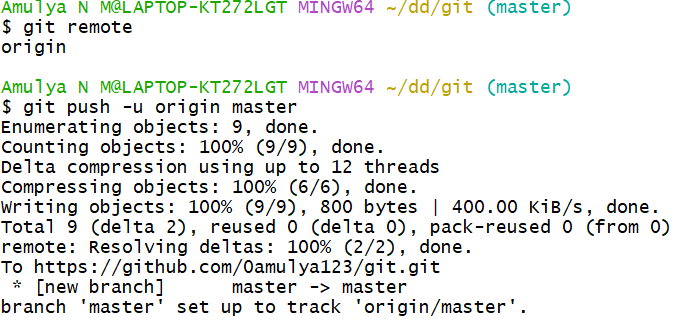 Amulya N M@LAPTOP-KT272LGT MINGW64 ~/dd/git (master)
$ git remote
origin
Amulya N M@LAPTOP-KT272LGT MINGW64 ~/dd/git (master)
$ git push -u origin master
Enumerating objects: 9, done.
Counting objects: 100% (9/9), done.
Delta compression using up to 12 threads
Compressing objects: 100% (6/6), done.
Writing objects: 100% (9/9), 800 bytes | 400.00 KiB/s, done.
Total 9 (delta 2), reused 0 (delta 0), pack-reused 0 (from 0)
remote: Resolving deltas: 100% (2/2), done.
To https://github.com/0amulya123/git.git
 * [new branch]      master -> master
branch 'master' set up to track 'origin/master'.